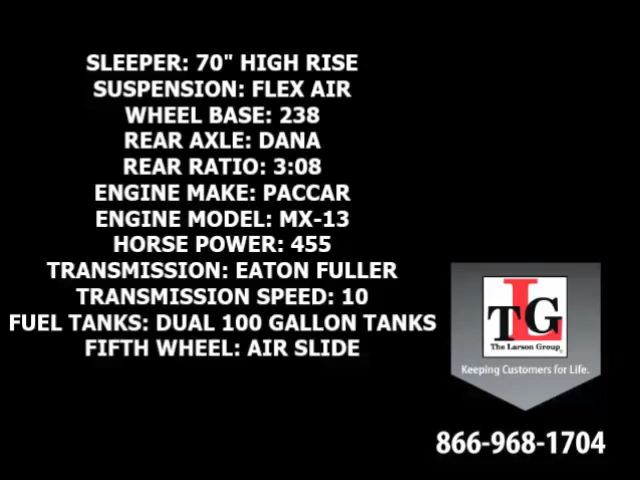 SLEEPER: 70" HIGH RISE
SUSPENSION: FLEX AIR
WHEEL BASE: 238
REAR AXLE: DANA
REAR RATIO: 3:08
ENGINE MAKE: PACCAR
ENGINE MODEL: MX-13
HORSE POWER: 455
TRANSMISSION: EATON FULLER
TRANSMISSION SPEED: 10
FUEL TANKS: DUAL 100 GALLON TANKS
FIFTH WHEEL: AIR SLIDE
LTG
The Larson Group
Keeping Customers for Life.
866-968-1704